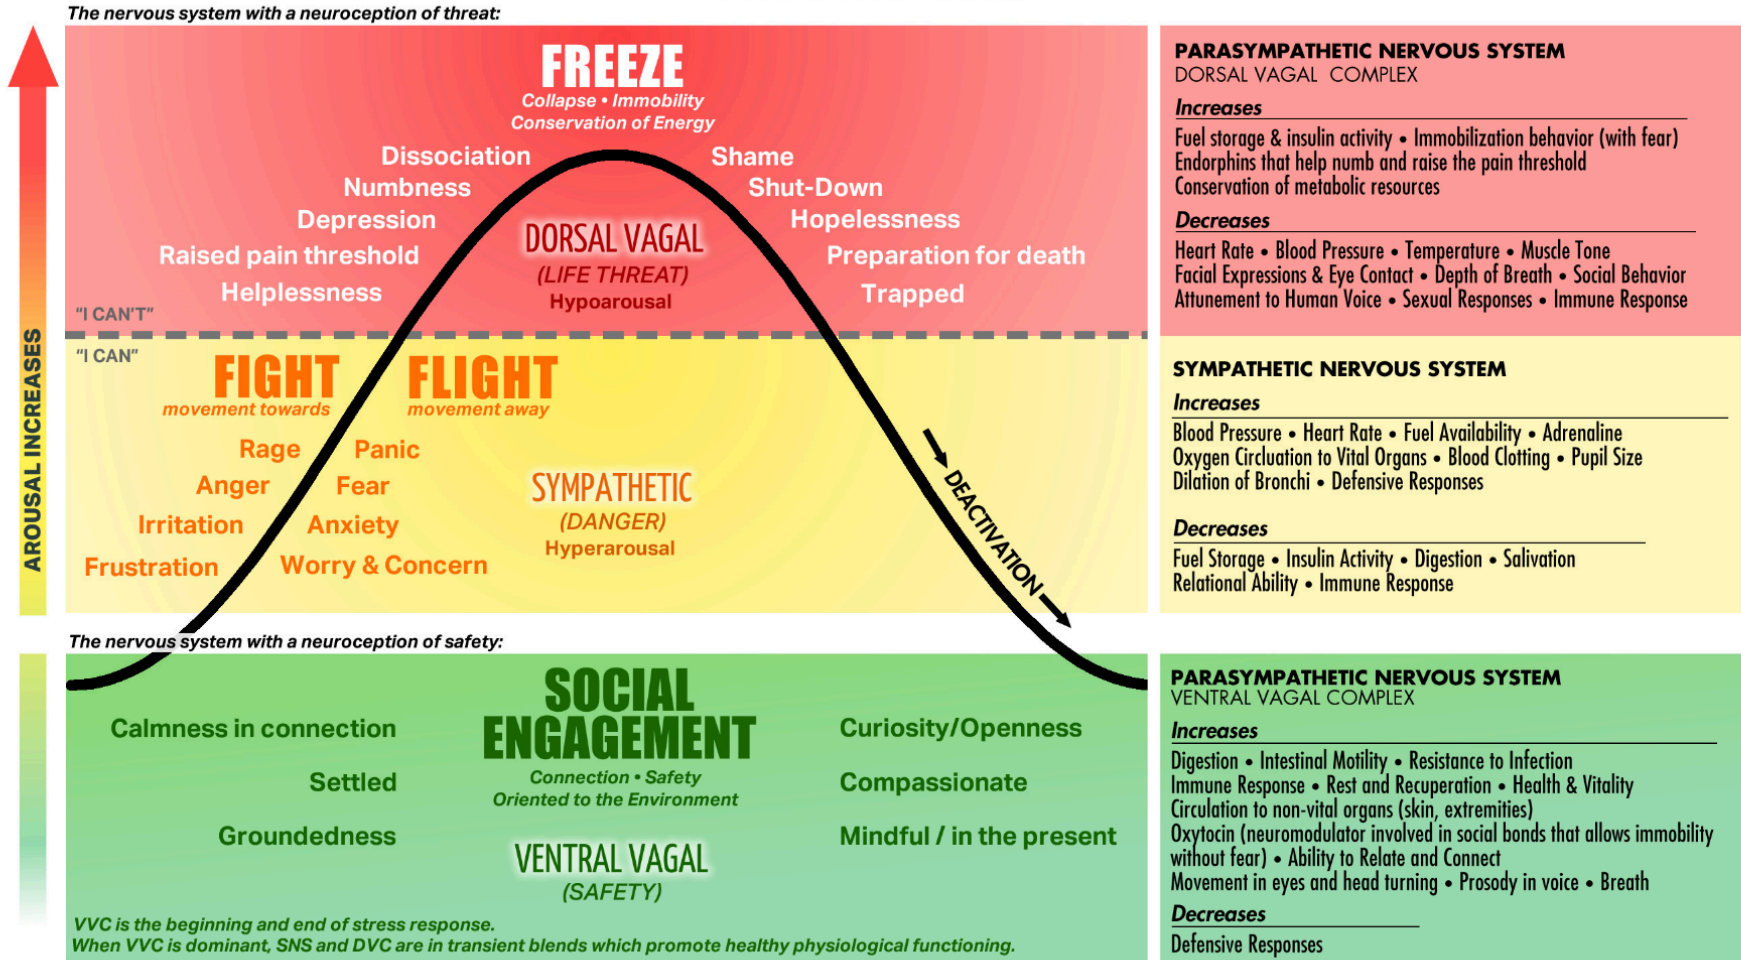 The nervous system with a neuroception of threat:
AROUSAL INCREASES
FREEZE
Collapse • Immobility
Conservation of Energy
Dissociation
Numbness
Depression
Raised pain threshold
Helplessness
Shame
Shut-Down
Hopelessness
Preparation for death
Trapped
DORSAL VAGAL
(LIFE THREAT)
Hypoarousal
"I CAN'T"
"I CAN"
FIGHT
movement towards
FLIGHT
movement away
Rage
Anger
Irritation
Frustration
Panic
Fear
Anxiety
Worry & Concern
SYMPATHETIC
(DANGER)
Hyperarousal
DEACTIVATION
The nervous system with a neuroception of safety:
SOCIAL
ENGAGEMENT
Connection • Safety
Oriented to the Environment
Calmness in connection
Settled
Groundedness
Curiosity/Openness
Compassionate
Mindful / in the present
VENTRAL VAGAL
(SAFETY)
VVC is the beginning and end of stress response.
When VVC is dominant, SNS and DVC are in transient blends which promote healthy physiological functioning.
PARASYMPATHETIC NERVOUS SYSTEM
DORSAL VAGAL COMPLEX
Increases
Fuel storage & insulin activity • Immobilization behavior (with fear)
Endorphins that help numb and raise the pain threshold
Conservation of metabolic resources
Decreases
Heart Rate • Blood Pressure • Temperature • Muscle Tone
Facial Expressions & Eye Contact • Depth of Breath • Social Behavior
Attunement to Human Voice • Sexual Responses • Immune Response
SYMPATHETIC NERVOUS SYSTEM
Increases
Blood Pressure • Heart Rate • Fuel Availability • Adrenaline
Oxygen Circluation to Vital Organs • Blood Clotting • Pupil Size
Dilation of Bronchi • Defensive Responses
Decreases
Fuel Storage • Insulin Activity • Digestion • Salivation
Relational Ability • Immune Response
PARASYMPATHETIC NERVOUS SYSTEM
VENTRAL VAGAL COMPLEX
Increases
Digestion • Intestinal Motility • Resistance to Infection
Immune Response • Rest and Recuperation • Health & Vitality
Circulation to non-vital organs (skin, extremities)
Oxytocin (neuromodulator involved in social bonds that allows immobility
without fear) • Ability to Relate and Connect
Movement in eyes and head turning • Prosody in voice • Breath
Decreases
Defensive Responses